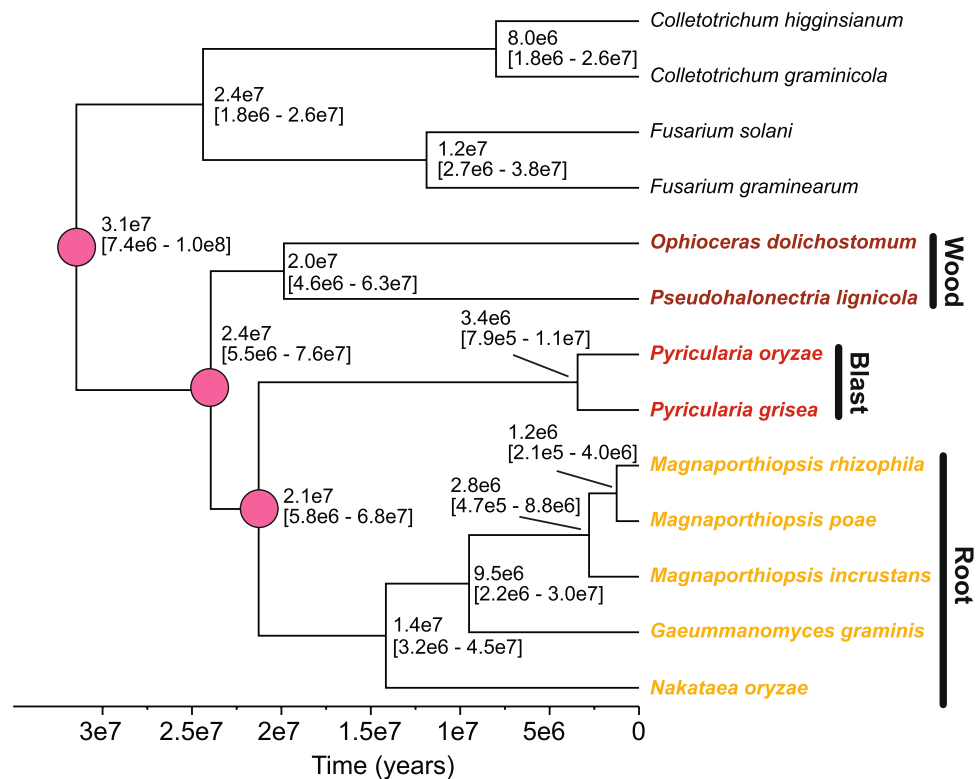 Colletotrichum higginsianum
8.0e6
[1.8e6 - 2.6e7]
Colletotrichum graminicola
2.4e7
[1.8e6 - 2.6e7]
Fusarium solani
1.2e7
[2.7e6 - 3.8e7]
Fusarium graminearum
3.1e7
[7.4e6 - 1.0e8]
Ophioceras dolichostomum
2.0e7
[4.6e6 - 6.3e7]
Pseudohalonectria lignicola
Wood
2.4e7
[5.5e6 - 7.6e7]
3.4e6
[7.9e5 - 1.1e7]
Pyricularia oryzae
Pyricularia grisea
Blast
1.2e6
[2.1e5 - 4.0e6]
Magnaporthiopsis rhizophila
2.8e6
[4.7e5 - 8.8e6]
2.1e7
[5.8e6 - 6.8e7]
Magnaporthiopsis poae
9.5e6
[2.2e6 - 3.0e7]
Magnaporthiopsis incrustans
Root
1.4e7
[3.2e6 - 4.5e7]
Gaeummanomyces graminis
Nakataea oryzae
3e7 2.5e7 2e7 1.5e7 1e7 5e6 0
Time (years)